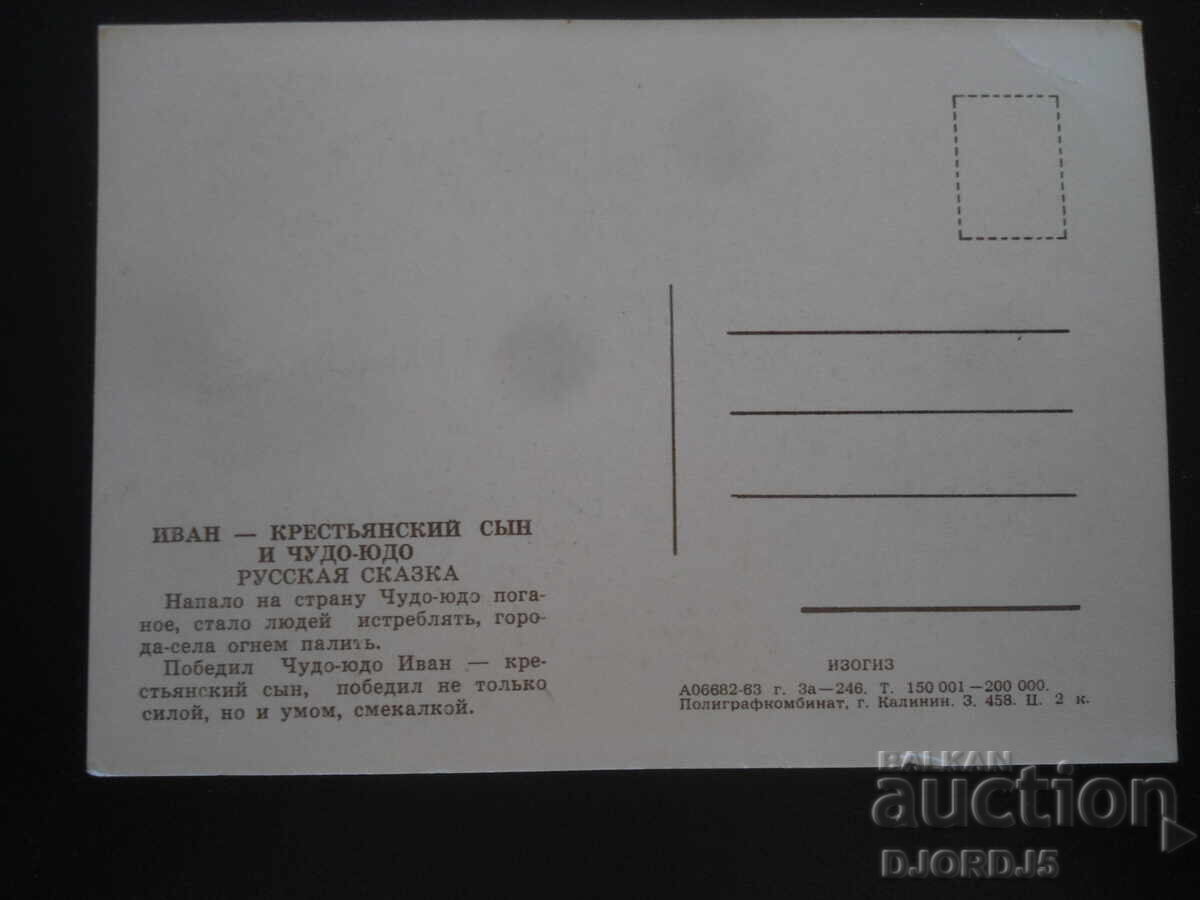 ИВАН — КРЕСТЬЯНСКИЙ СЫН
И ЧУДО-ЮДО
РУССКАЯ СКАЗКА
Напало на страну Чудо-юдо пога-
ное, стало людей истреблять, горо-
да-села огнем палить.
Победил Чудо-юдо Иван — кре-
стьянский сын, победил не только
силой, но и умом, смекалкой.
ИЗОГИЗ
А06682-63 г. За—246. Т. 150 001—200 000.
Полиграфкомбинат, г. Калинин. З. 458. Ц. 2 к.
BALKAN
auction
DJORDJ5